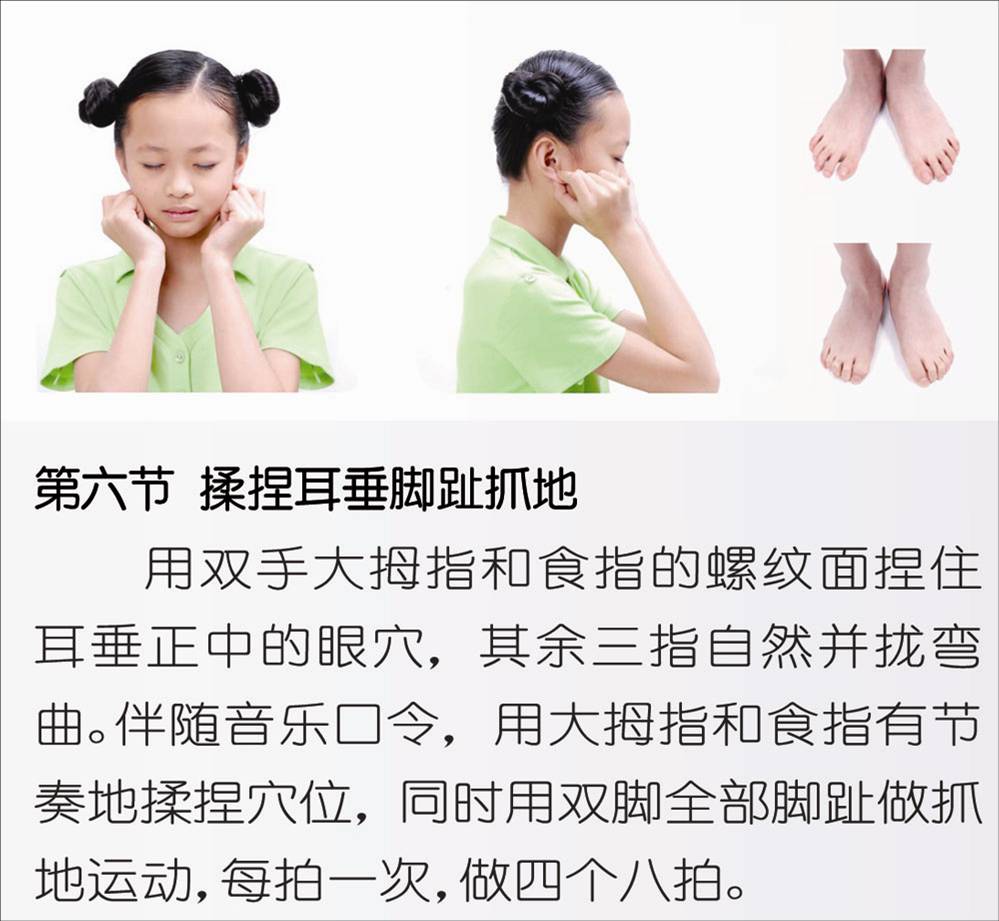 第六节 揉捏耳垂脚趾抓地
用双手大拇指和食指的螺纹面捏住
耳垂正中的眼穴，其余三指自然并拢弯
曲。伴随音乐口令，用大拇指和食指有节
奏地揉捏穴位，同时用双脚全部脚趾做抓
地运动，每拍一次，做四个八拍。